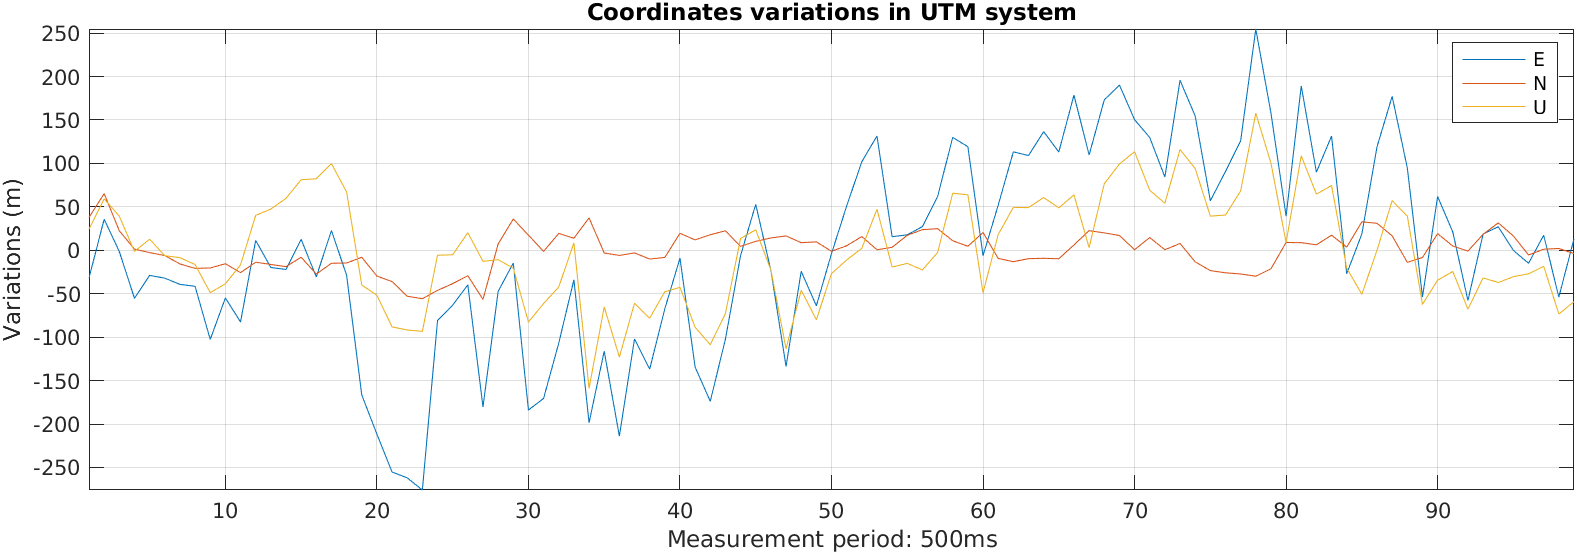 Coordinates variations in UTM system
Variations (m)
250
200
150
100
50
0
-50
-100
-150
-200
-250
E
N
U
10 20 30 40 50 60 70 80 90
Measurement period: 500ms